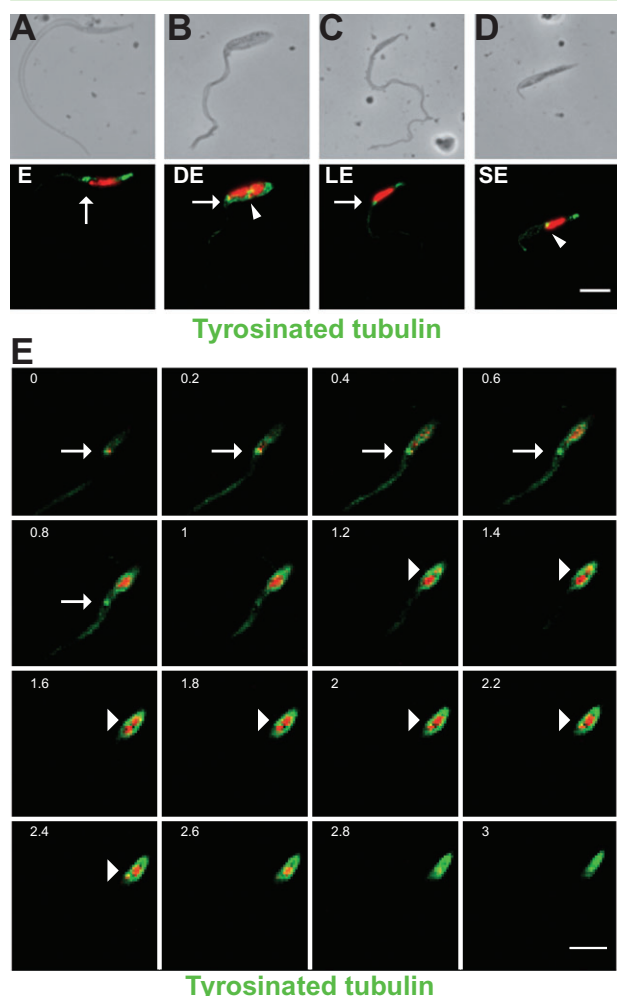 A B C D
E DE LE SE
Tyrosinated tubulin
E
0 0.2 0.4 0.6
0.8 1 1.2 1.4
1.6 1.8 2 2.2
2.4 2.6 2.8 3
Tyrosinated tubulin